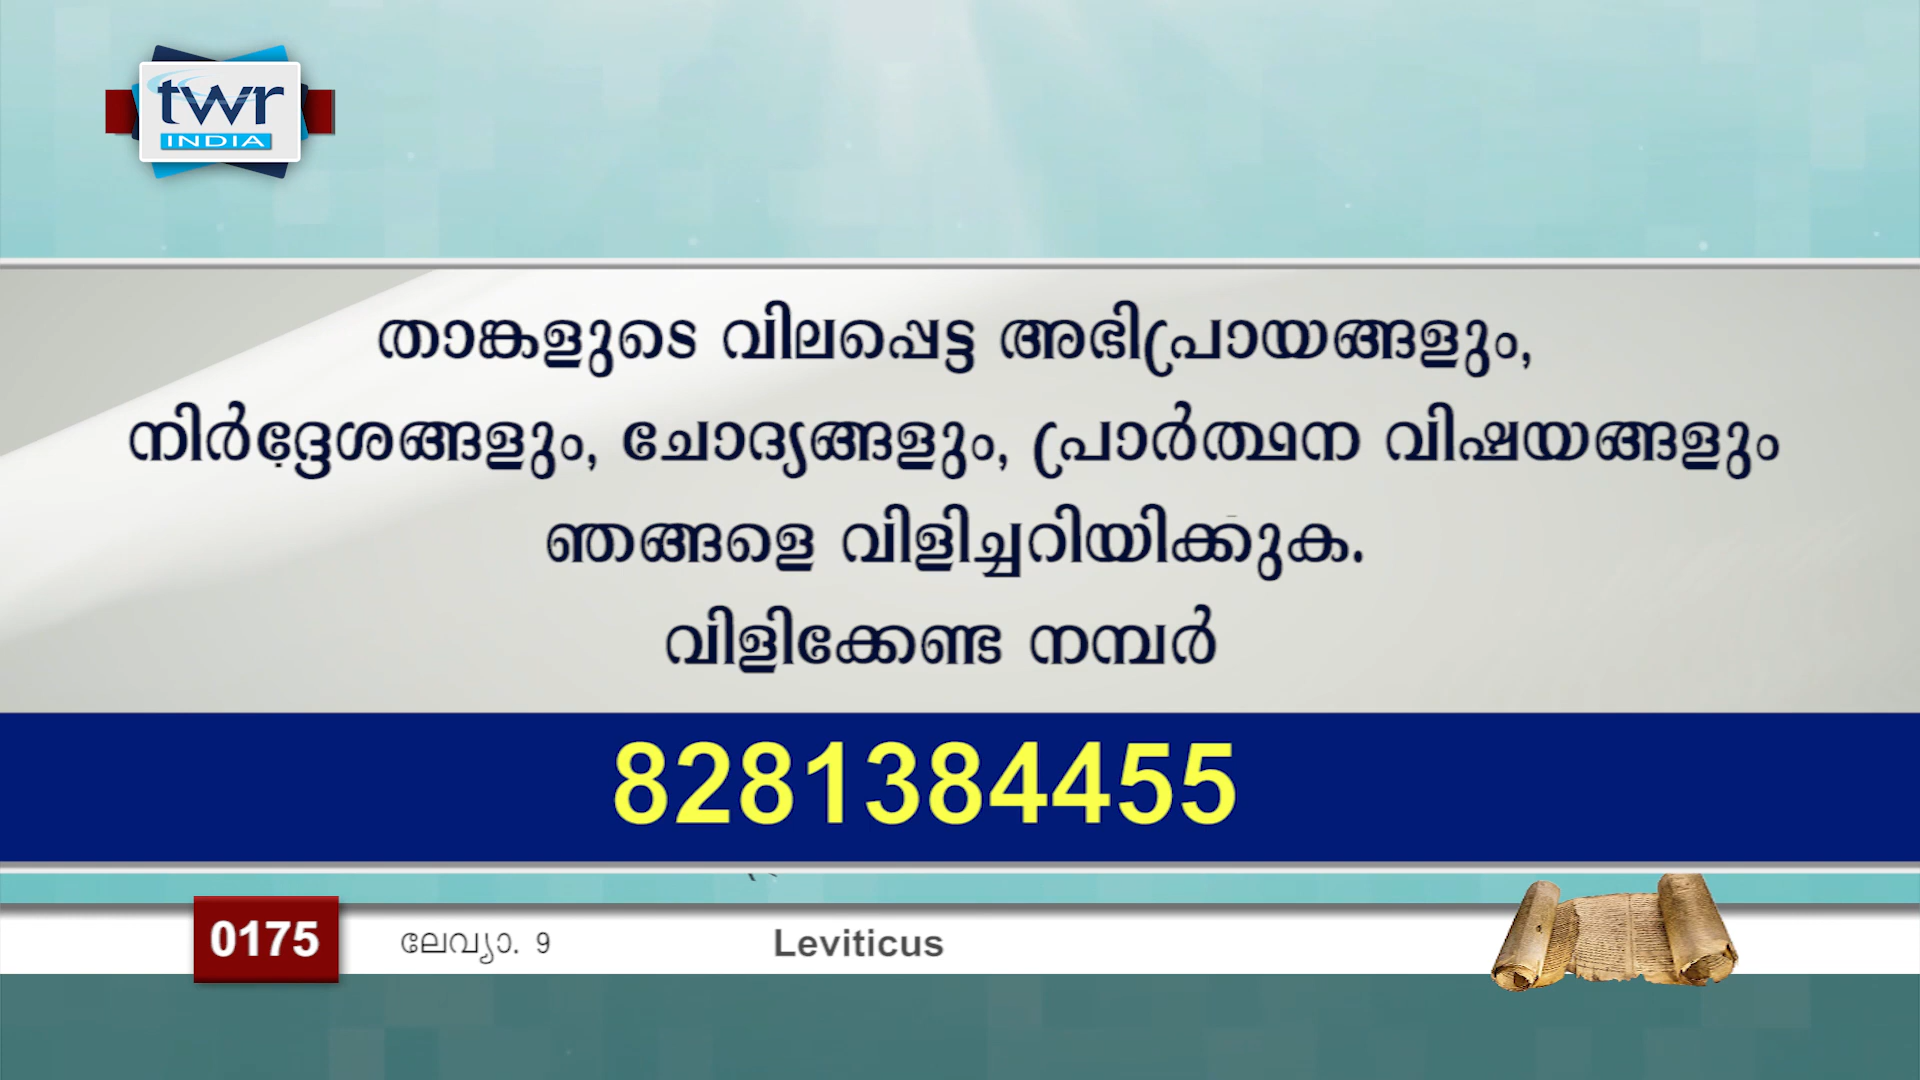 twr
INDIA
താങ്കളുടെ വിലപ്പെട്ട അഭിപ്രായങ്ങളും,
നിർദ്ദേശങ്ങളും, ചോദ്യങ്ങളും, പ്രാർത്ഥന വിഷയങ്ങളും
ഞങ്ങളെ വിളിച്ചറിയിക്കുക.
വിളിക്കേണ്ട നമ്പർ
8281384455
0175 ലേവ്യാ. 9 Leviticus